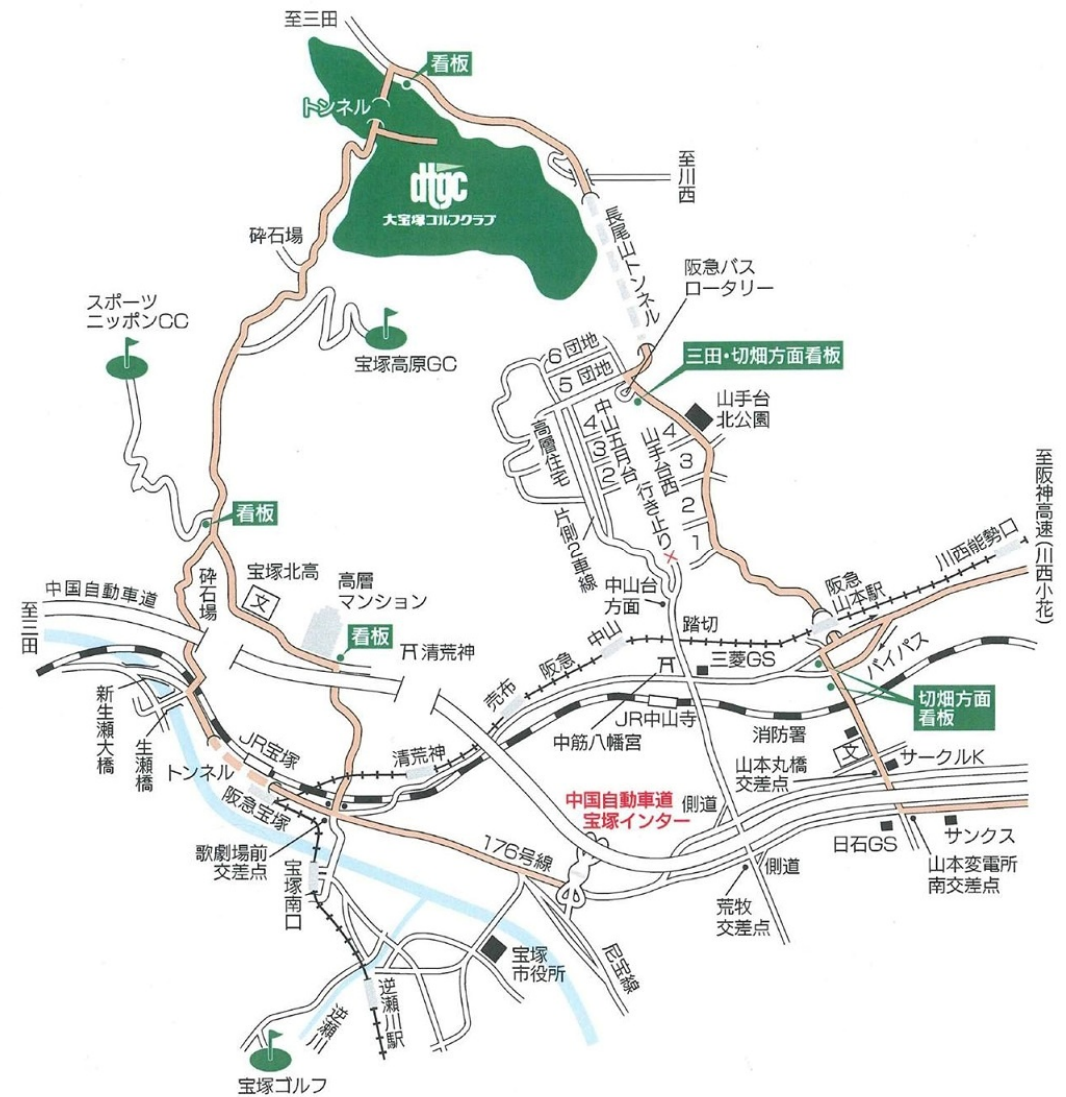 至三田
看板
トンネル
dtgc
大宝塚ゴルフクラブ
至川西
長尾山トンネル
砕石場
阪急バス
ロータリー
スポーツ
ニッポンCC
宝塚高原GC
6団地
5団地
三田・切畑方面看板
山手台
北公園
中山五月台
4
3
2
高層住宅
山手台西
4
3
2
1
行き止り
片側2車線
至阪神高速(川西小花)
看板
川西能勢口
宝塚北高
文
高層
マンション
砕石場
中国自動車道
至三田
中山台
方面
阪急
山本駅
看板
清荒神
踏切
中山
阪急
売布
三菱GS
バイパス
切畑方面
看板
新生瀬大橋
生瀬橋
JR中山寺
中筋八幡宮
消防署
文
JR宝塚
清荒神
トンネル
サークルK
山本丸橋
交差点
阪急宝塚
中国自動車道
宝塚インター
側道
歌劇場前
交差点
176号線
日石GS
サンクス
側道
山本変電所
南交差点
宝塚南口
荒牧
交差点
宝塚
市役所
尼宝線
逆瀬川駅
逆瀬川
宝塚ゴルフ